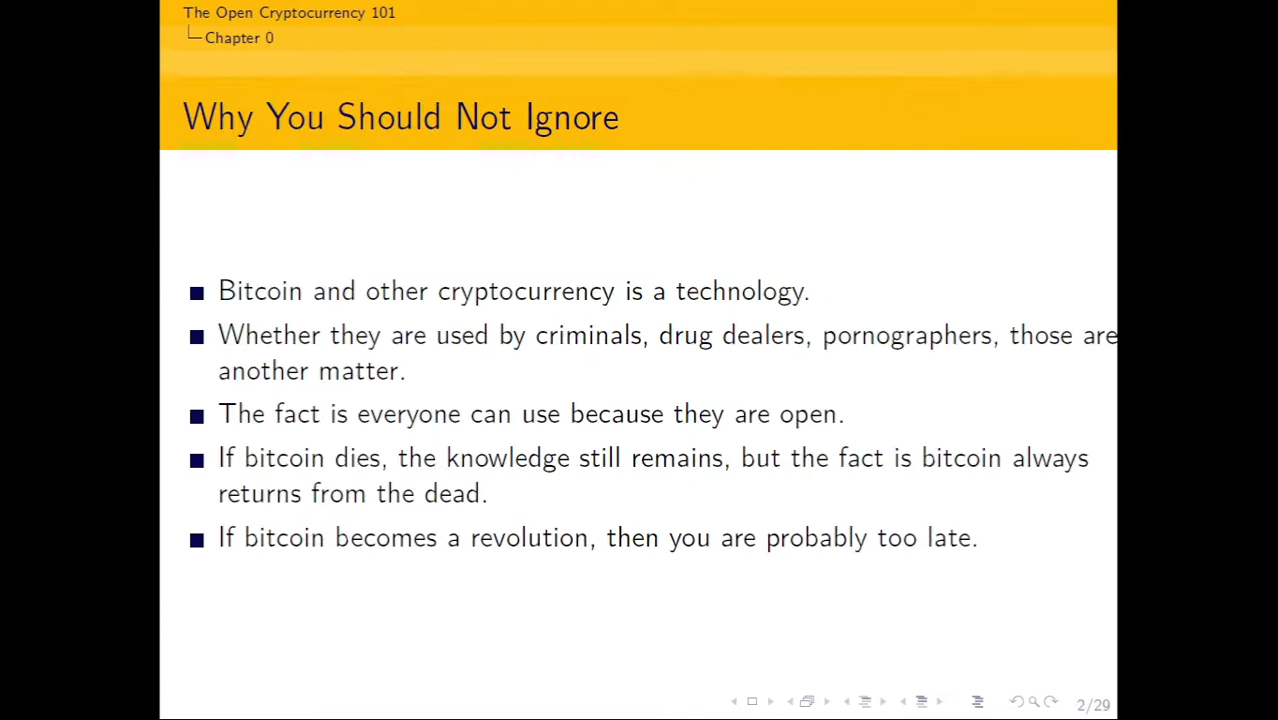 The Open Cryptocurrency 101
Chapter 0
Why You Should Not Ignore
Bitcoin and other cryptocurrency is a technology.
Whether they are used by criminals, drug dealers, pornographers, those are
another matter.
The fact is everyone can use because they are open.
If bitcoin dies, the knowledge still remains, but the fact is bitcoin always
returns from the dead.
If bitcoin becomes a revolution, then you are probably too late.
2/29